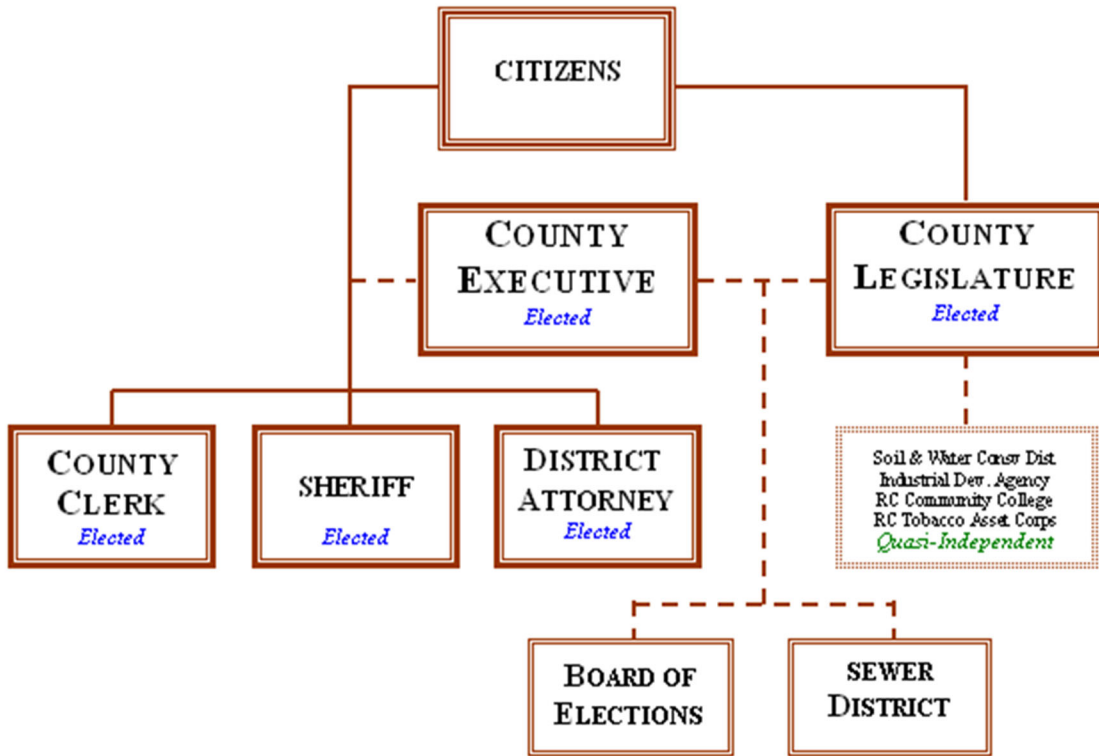 CITIZENS
COUNTY
EXECUTIVE
Elected
COUNTY
LEGISLATURE
Elected
COUNTY
CLERK
Elected
SHERIFF
Elected
DISTRICT
ATTORNEY
Elected
Soil & Water Consv Dist.
Industrial Dev. Agency
RC Community College
RC Tobacco Asset Corps
Quasi-Independent
BOARD OF
ELECTIONS
SEWER
DISTRICT